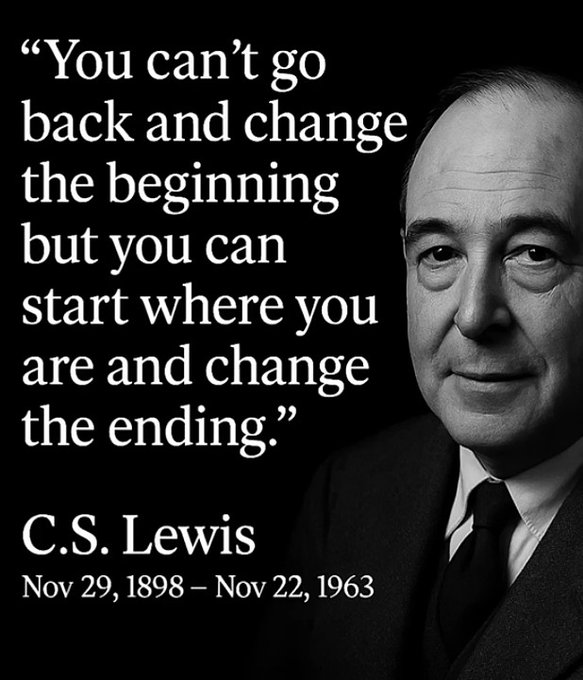 “You can’t go
back and change
the beginning
but you can
start where you
are and change
the ending.”
C.S. Lewis
Nov 29, 1898 – Nov 22, 1963